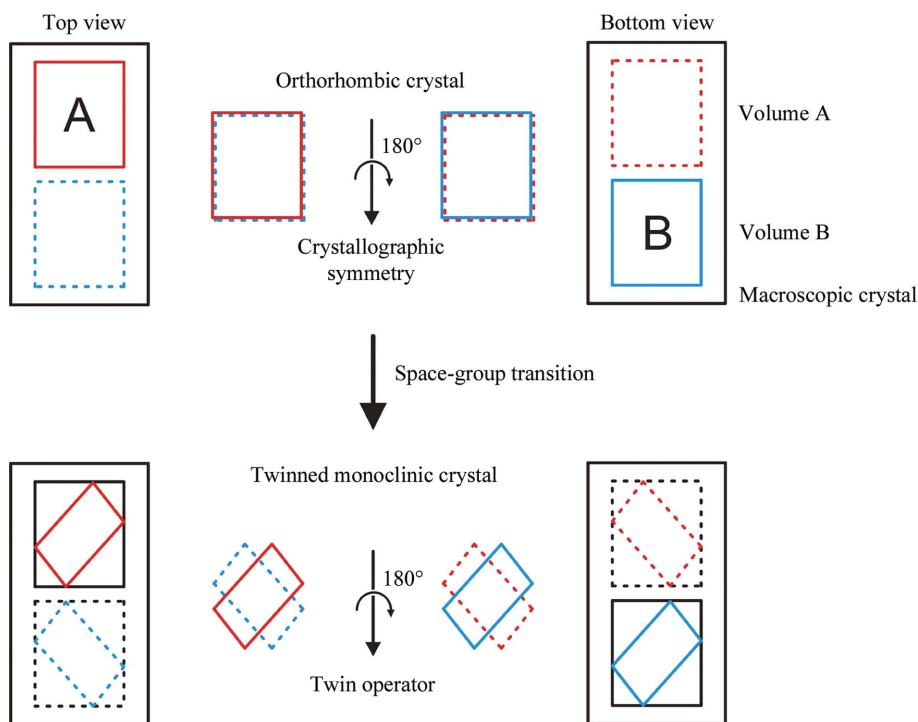 Top view
Bottom view
A
Orthorhombic crystal
180°
Crystallographic
symmetry
Volume A
B
Volume B
Macroscopic crystal
Space-group transition
Twinned monoclinic crystal
180°
Twin operator